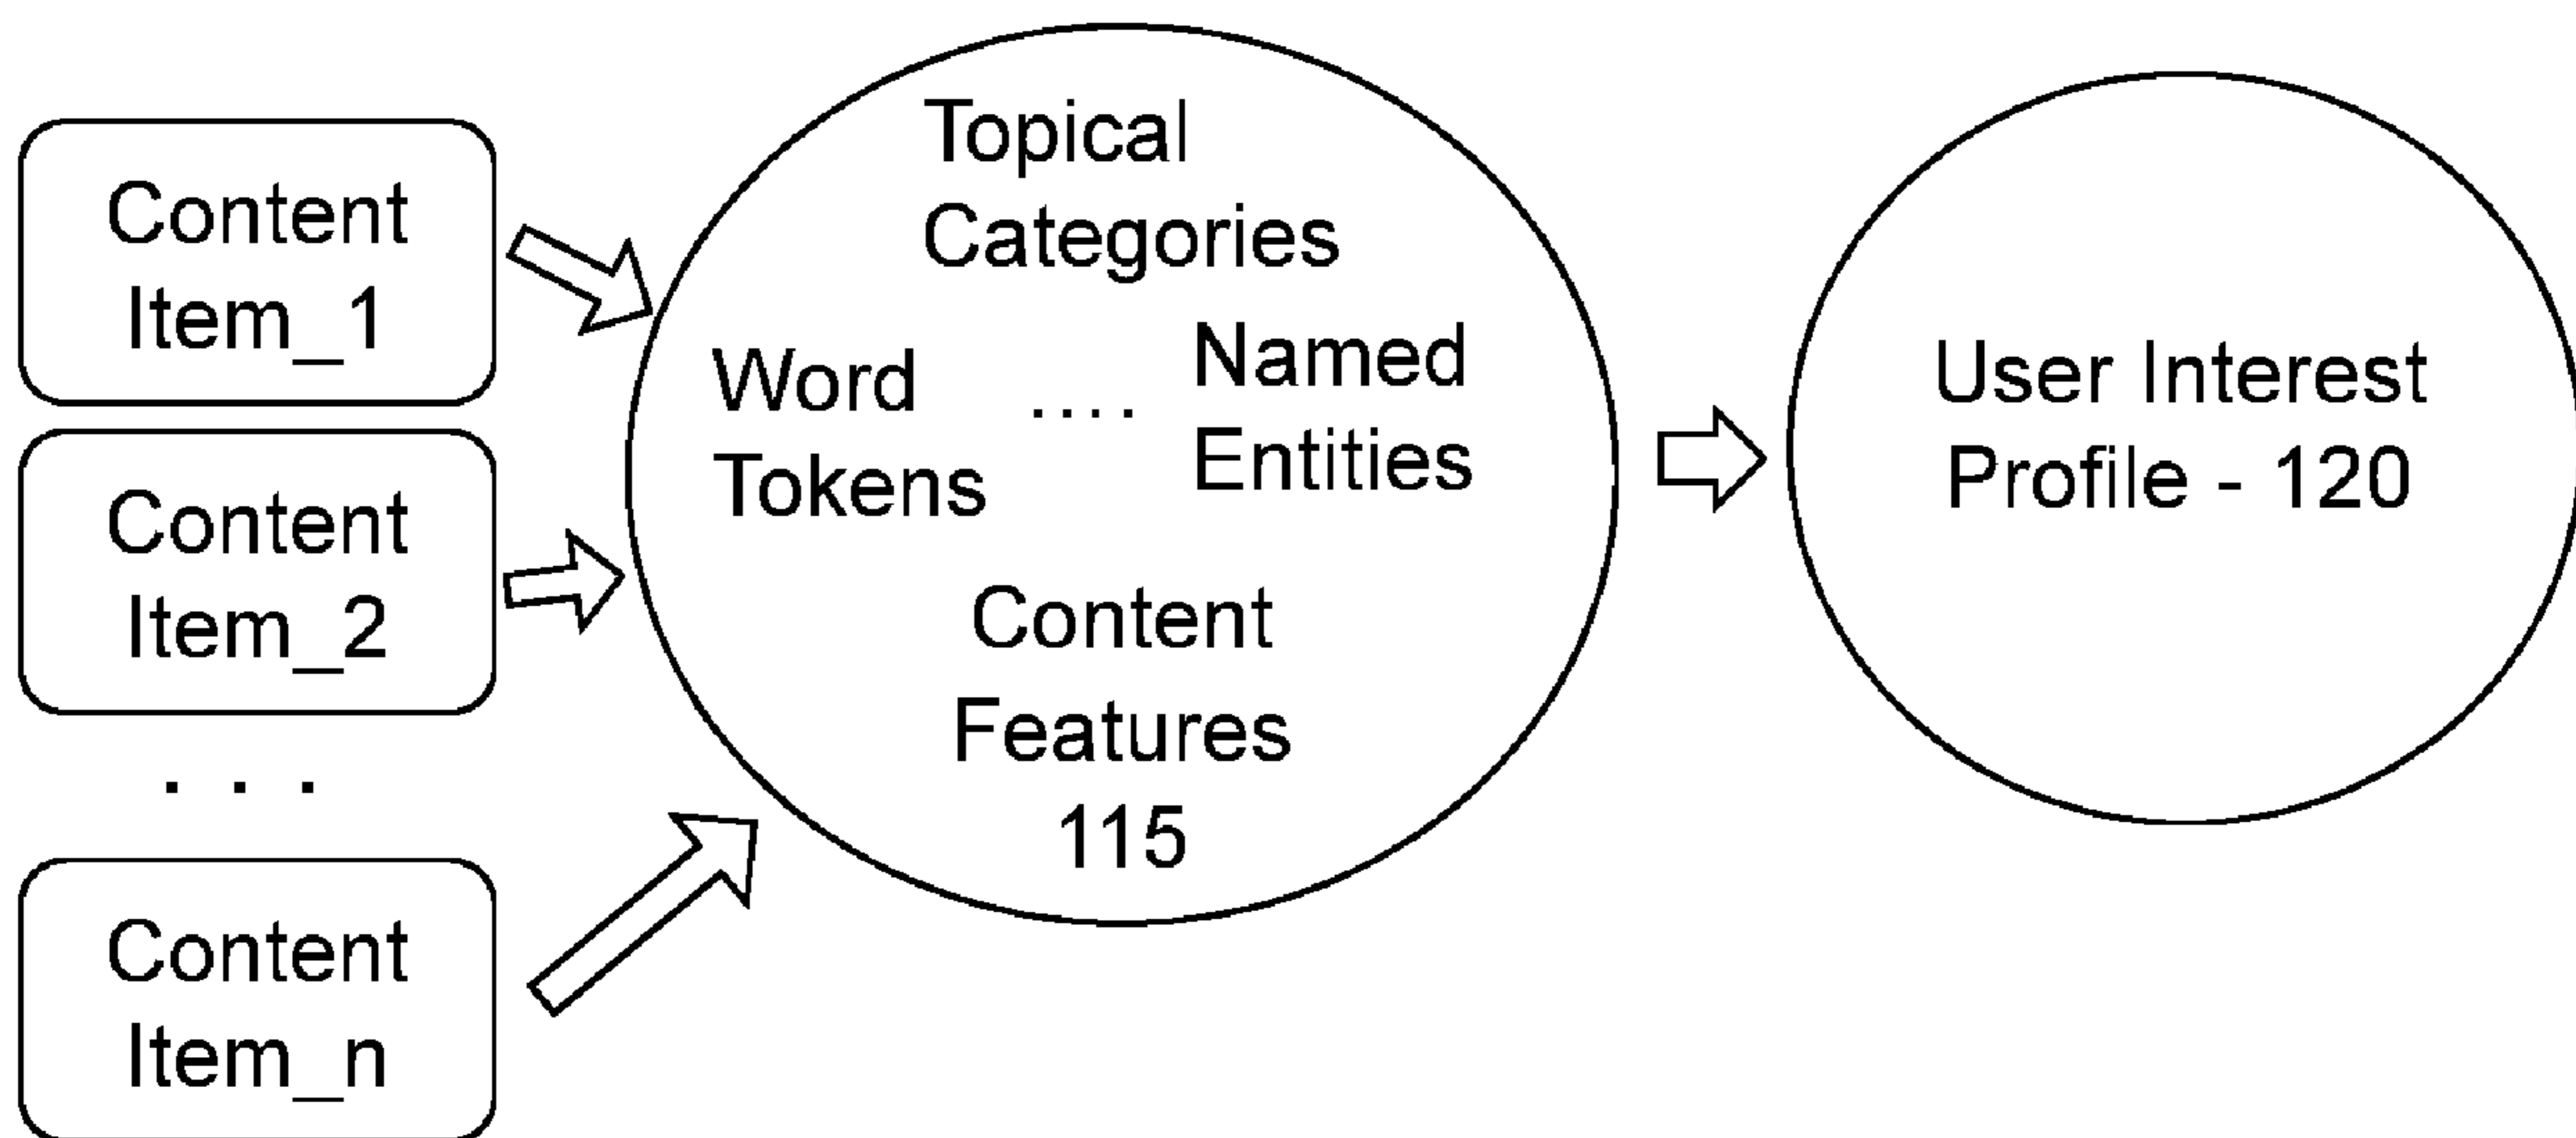 Content
Item_1
Content
Item_2
. . .
Content
Item_n
Topical
Categories
Word
Tokens
....
Named
Entities
Content
Features
115
User Interest
Profile - 120